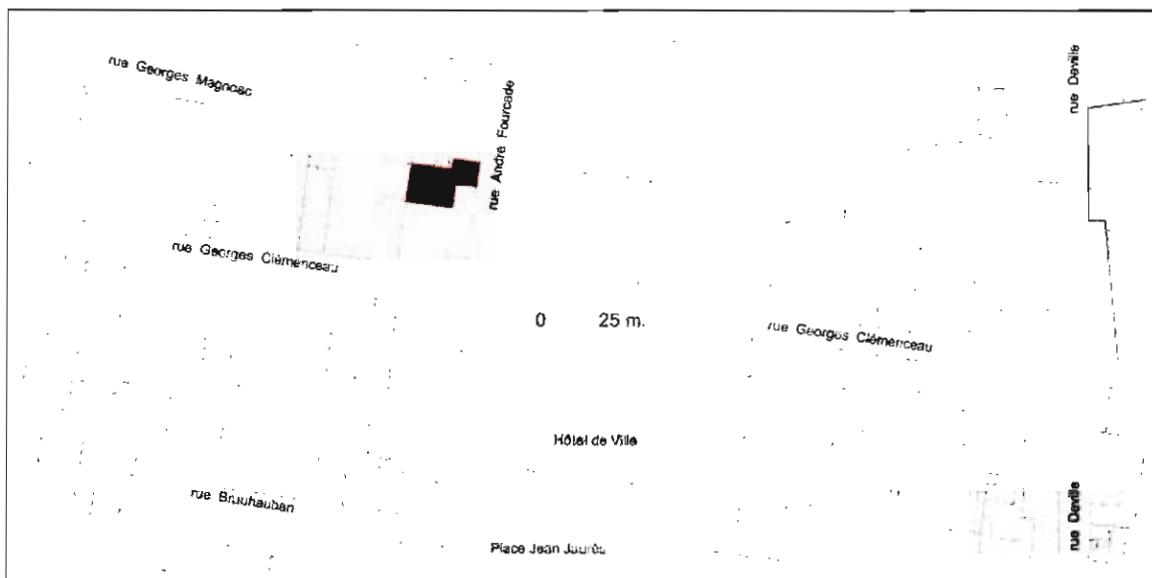 rue Georges Magnoac
rue André Fourcade
rue Deville
rue Georges Clémenceau
0 25 m.
rue Georges Clémenceau
Hôtel de Ville
rue Brauhauban
Place Jean Jaurès
rue Deville